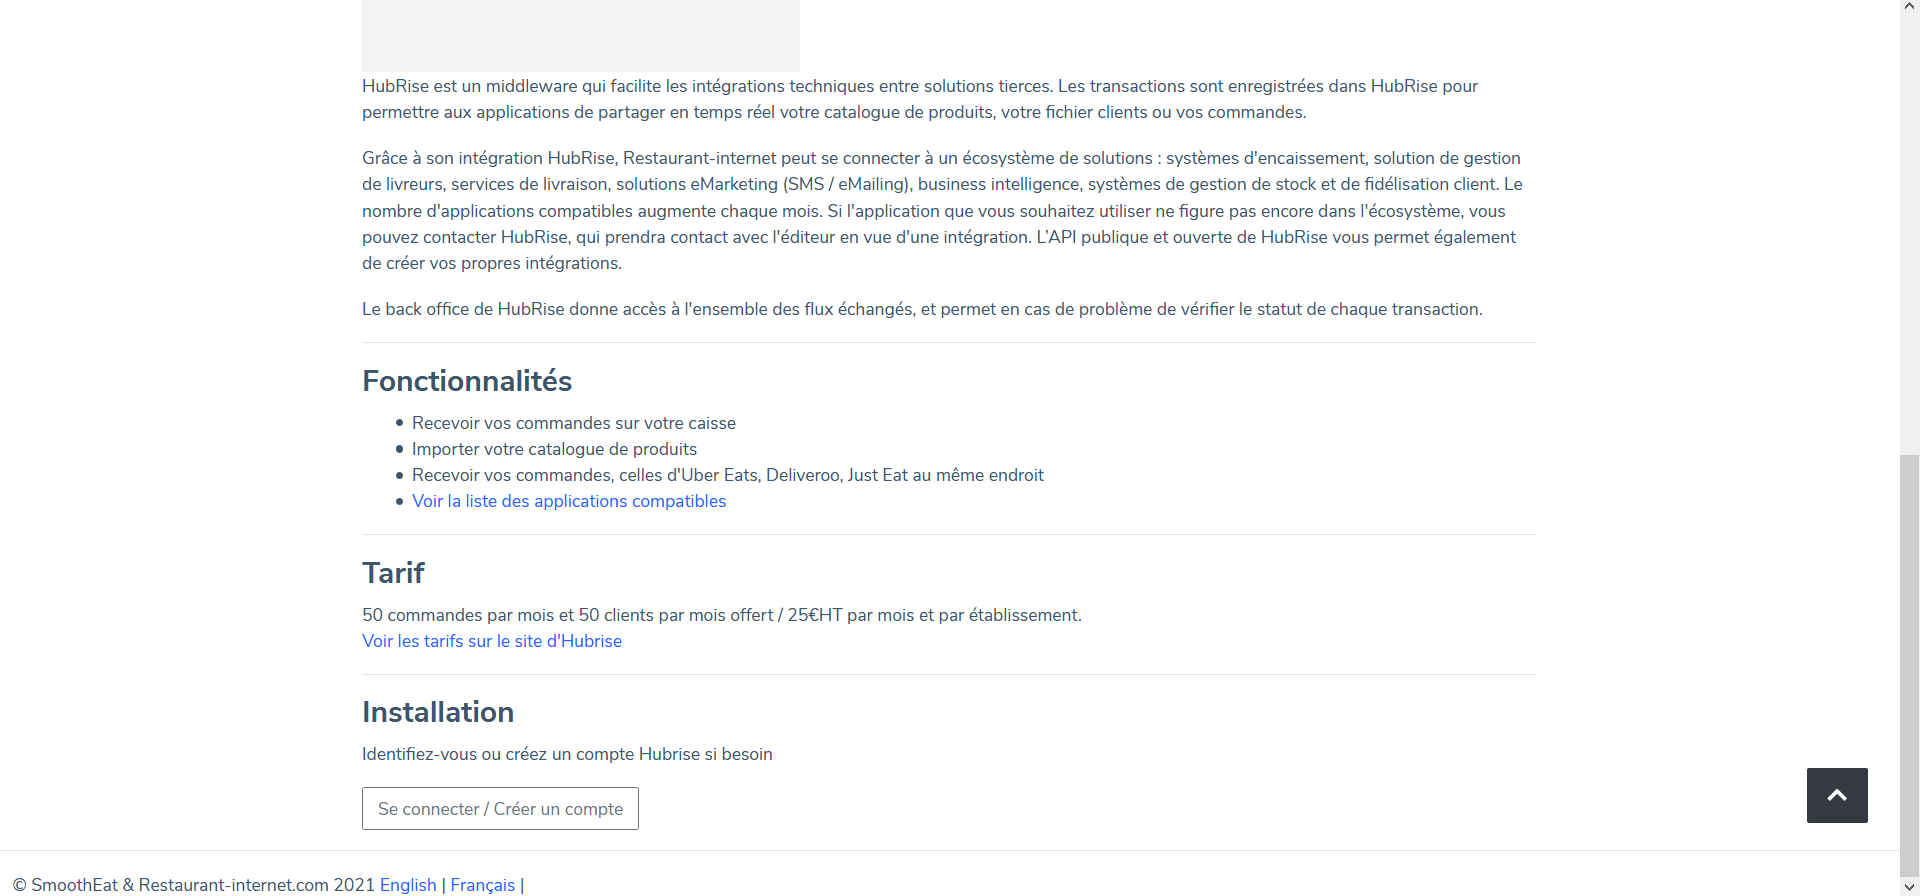 HubRise est un middleware qui facilite les intégrations techniques entre solutions tierces. Les transactions sont enregistrées dans HubRise pour
permettre aux applications de partager en temps réel votre catalogue de produits, votre fichier clients ou vos commandes.
Grâce à son intégration HubRise, Restaurant-internet peut se connecter à un écosystème de solutions : systèmes d'encaissement, solution de gestion
de livreurs, services de livraison, solutions eMarketing (SMS / eMailing), business intelligence, systèmes de gestion de stock et de fidélisation client. Le
nombre d'applications compatibles augmente chaque mois. Si l'application que vous souhaitez utiliser ne figure pas encore dans l'écosystème, vous
pouvez contacter HubRise, qui prendra contact avec l'éditeur en vue d'une intégration. L’API publique et ouverte de HubRise vous permet également
de créer vos propres intégrations.
Le back office de HubRise donne accès à l'ensemble des flux échangés, et permet en cas de problème de vérifier le statut de chaque transaction.
Fonctionnalités
• Recevoir vos commandes sur votre caisse
• Importer votre catalogue de produits
• Recevoir vos commandes, celles d'Uber Eats, Deliveroo, Just Eat au même endroit
• Voir la liste des applications compatibles
Tarif
50 commandes par mois et 50 clients par mois offert / 25€HT par mois et par établissement.
Voir les tarifs sur le site d'Hubrise
Installation
Identifiez-vous ou créez un compte Hubrise si besoin
Se connecter / Créer un compte
© SmoothEat & Restaurant-internet.com 2021 English | Français |